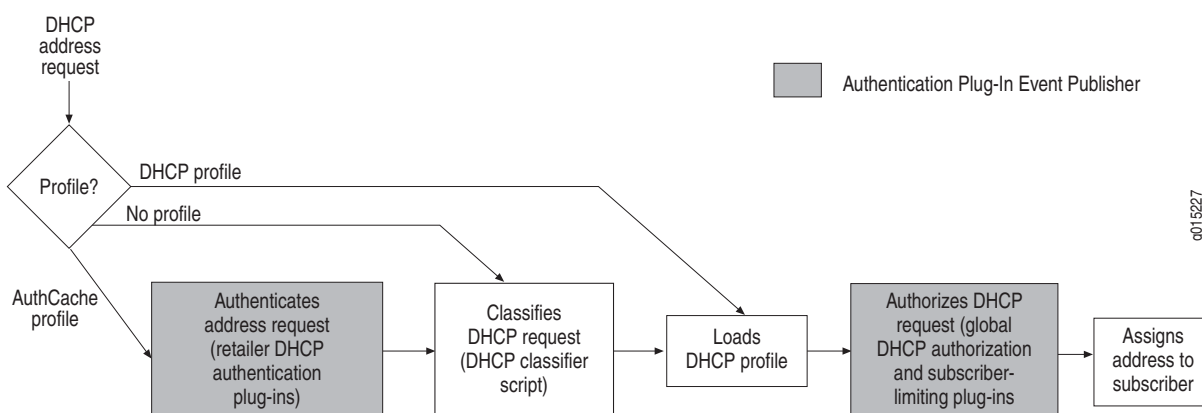 DHCP
address
request
Authentication Plug-In Event Publisher
Profile?
DHCP profile
No profile
AuthCache
profile
Authenticates
address request
(retailer DHCP
authentication
plug-ins)
Classifies
DHCP request
(DHCP classifier
script)
Loads
DHCP profile
Authorizes DHCP
request (global
DHCP authorization
and subscriber-
limiting plug-ins
Assigns
address to
subscriber
g015227